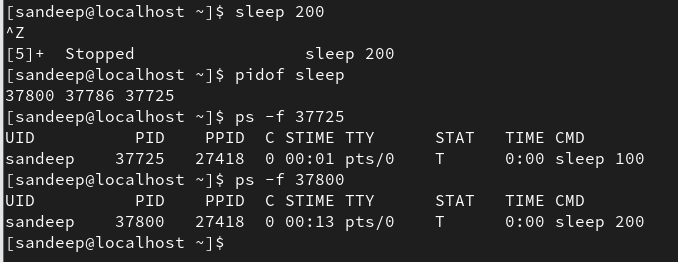 [sandeep@localhost ~]$ sleep 200
^Z
[5]+  Stopped                 sleep 200
[sandeep@localhost ~]$ pidof sleep
37800 37786 37725
[sandeep@localhost ~]$ ps -f 37725
UID          PID    PPID  C STIME TTY      STAT   TIME CMD
sandeep    37725   27418  0 00:01 pts/0    T      0:00 sleep 100
[sandeep@localhost ~]$ ps -f 37800
UID          PID    PPID  C STIME TTY      STAT   TIME CMD
sandeep    37800   27418  0 00:13 pts/0    T      0:00 sleep 200
[sandeep@localhost ~]$